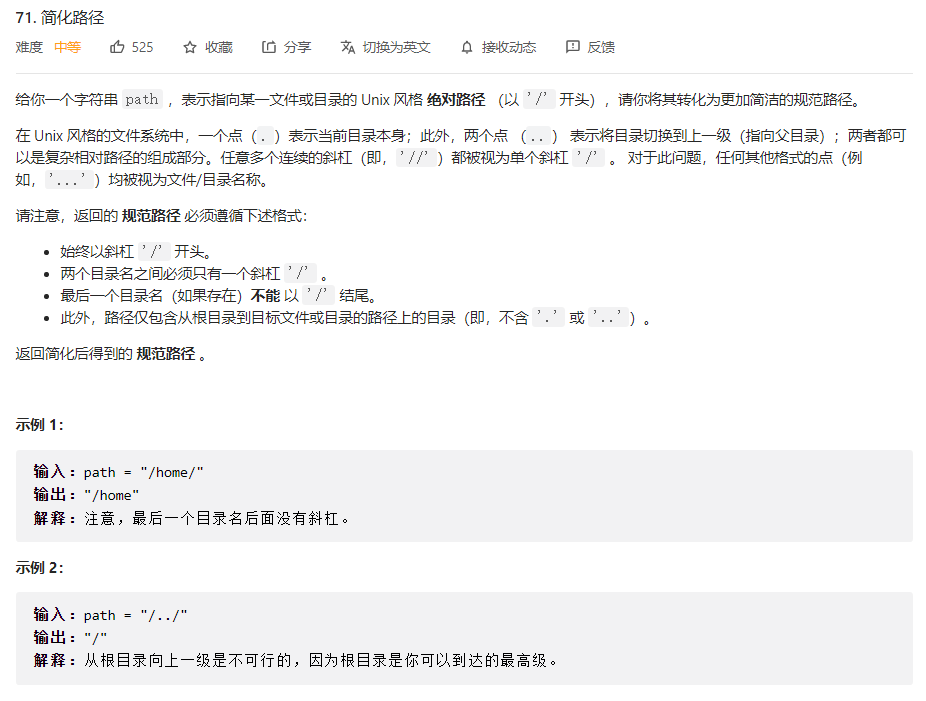 71. 简化路径
难度 中等 525 收藏 分享 切换为英文 接收动态 反馈
给你一个字符串 path ，表示指向某一文件或目录的 Unix 风格 绝对路径 （以 '/' 开头），请你将其转化为更加简洁的规范路径。
在 Unix 风格的文件系统中，一个点（.）表示当前目录本身；此外，两个点 （..） 表示将目录切换到上一级（指向父目录）；两者都可
以是复杂相对路径的组成部分。任意多个连续的斜杠（即，'//'）都被视为单个斜杠 '/' 。 对于此问题，任何其他格式的点（例
如，'...'）均被视为文件/目录名称。
请注意，返回的 规范路径 必须遵循下述格式：
• 始终以斜杠 '/' 开头。
• 两个目录名之间必须只有一个斜杠 '/' 。
• 最后一个目录名（如果存在）不能 以 '/' 结尾。
• 此外，路径仅包含从根目录到目标文件或目录的路径上的目录（即，不含 '.' 或 '..'）。
返回简化后得到的 规范路径 。
示例 1：
输入：path = "/home/"
输出："/home"
解释：注意，最后一个目录名后面没有斜杠。
示例 2：
输入：path = "/../"
输出："/"
解释：从根目录向上一级是不可行的，因为根目录是你可以到达的最高级。